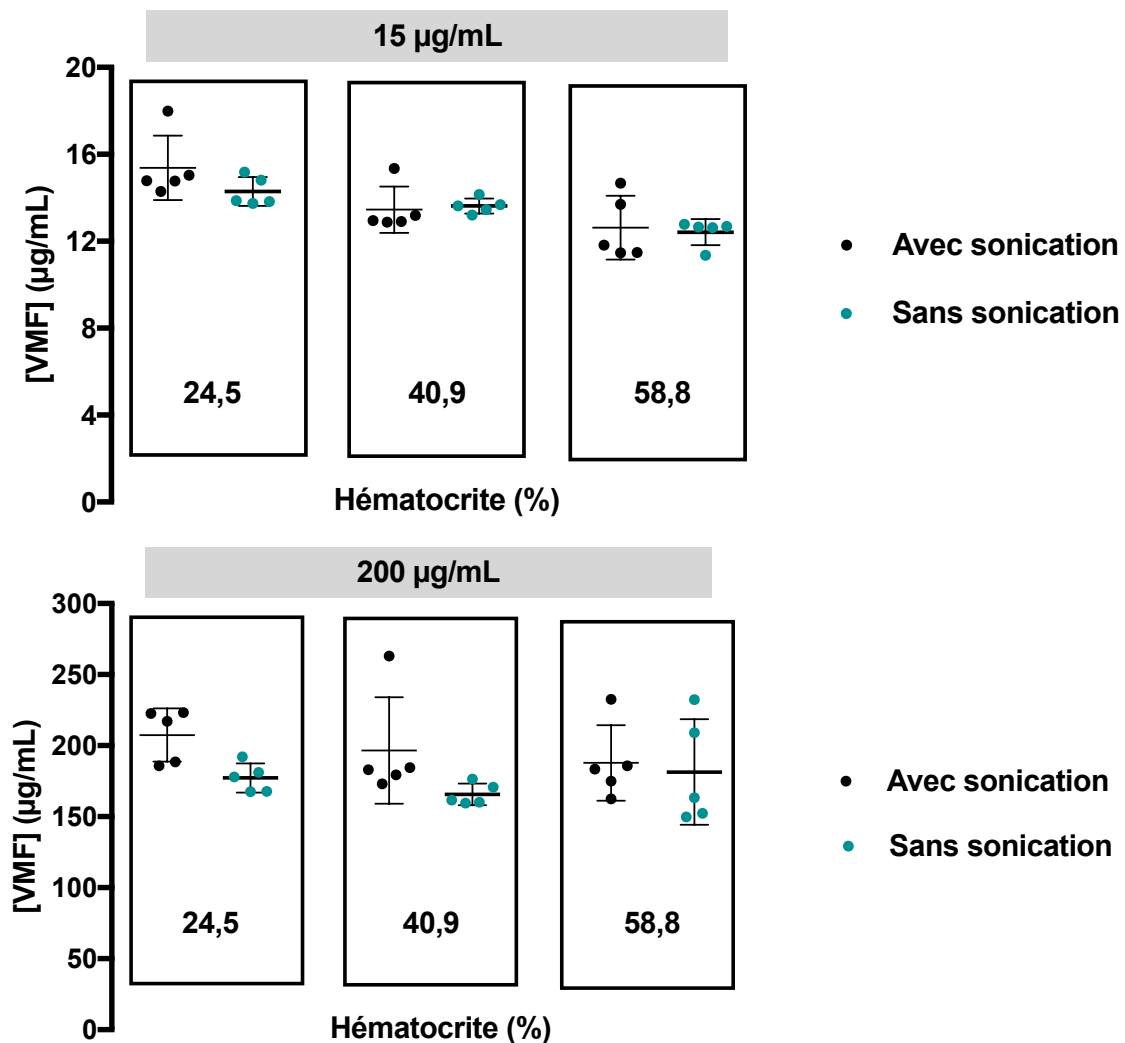 15 µg/mL
20
16
12
8
4
0
[VMF] (µg/mL)
24,5
40,9
58,8
Hématocrite (%)
Avec sonication
Sans sonication
200 µg/mL
300
250
200
150
100
50
0
[VMF] (µg/mL)
24,5
40,9
58,8
Hématocrite (%)
Avec sonication
Sans sonication